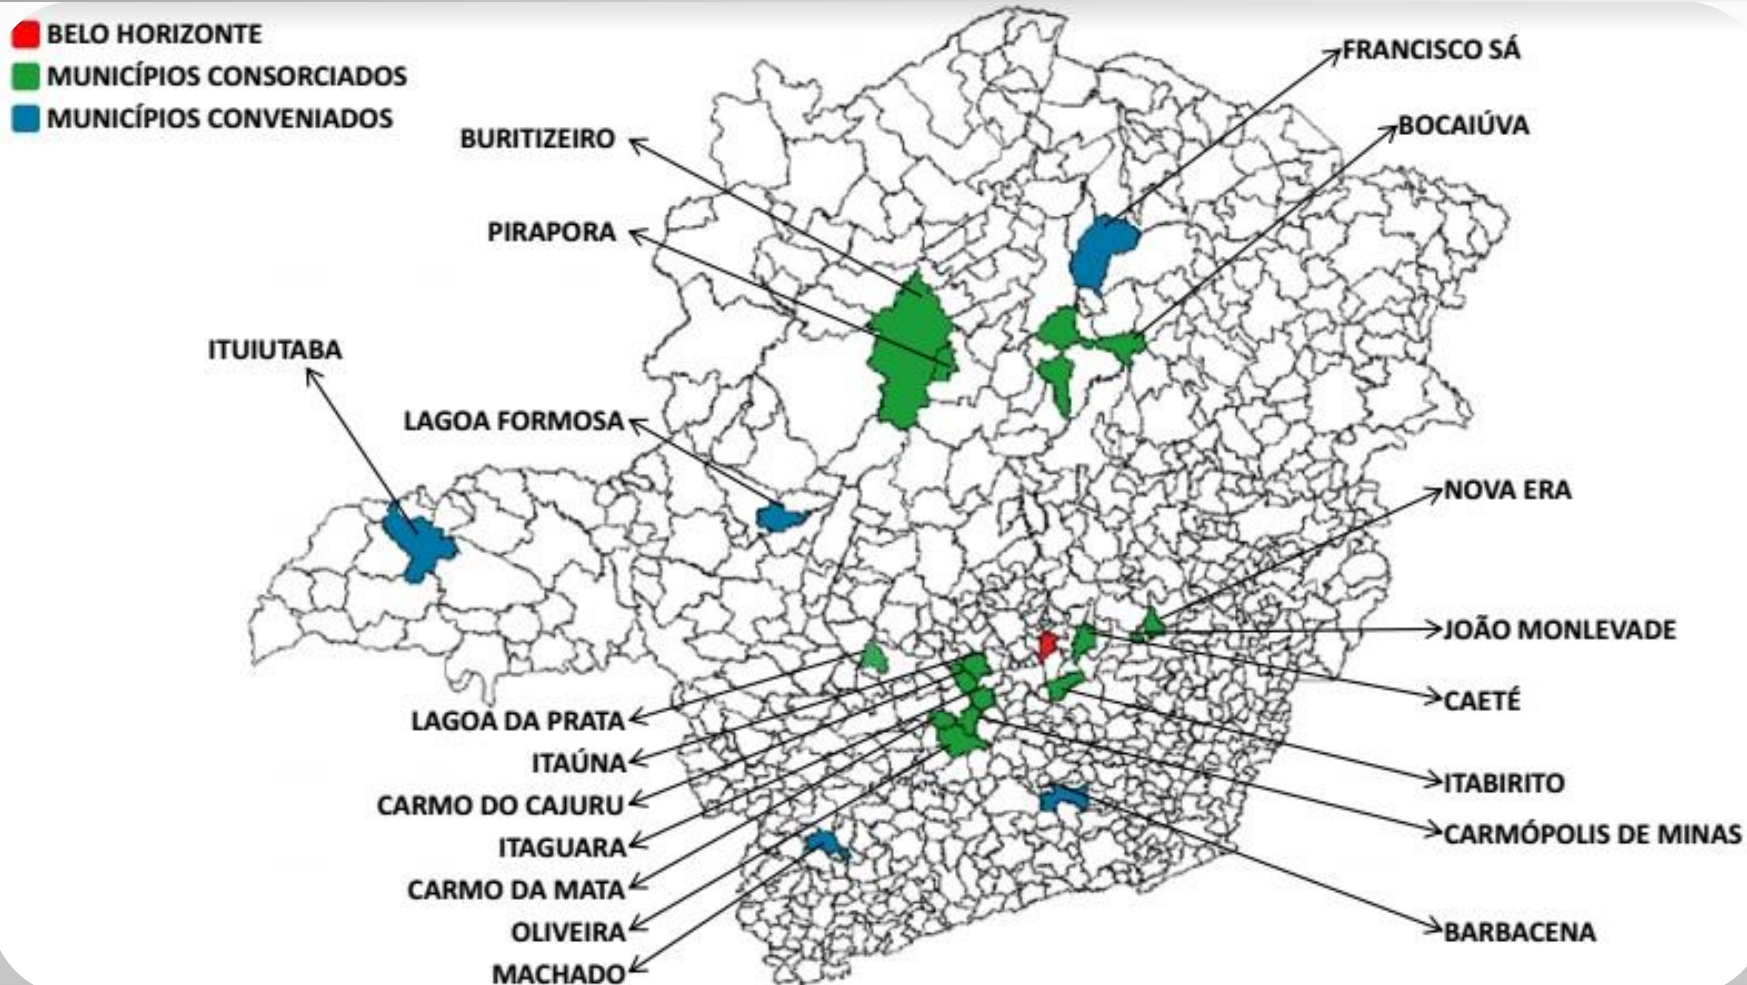 BELO HORIZONTE
MUNICÍPIOS CONSORCIADOS
MUNICÍPIOS CONVENIADOS
FRANCISCO SÁ
BOCAIÚVA
BURITIZEIRO
PIRAPORA
ITUIUTABA
LAGOA FORMOSA
NOVA ERA
JOÃO MONLEVADE
CAETÉ
LAGOA DA PRATA
ITAÚNA
ITABIRITO
CARMO DO CAJURU
CARMÓPOLIS DE MINAS
ITAGUARA
CARMO DA MATA
OLIVEIRA
BARBACENA
MACHADO